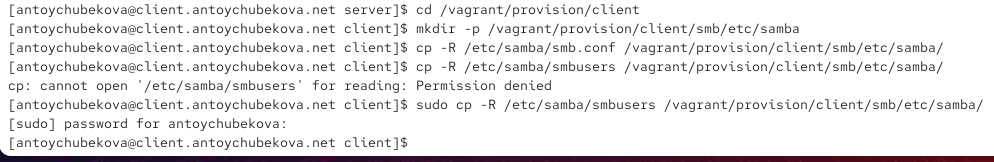 [antoychubekova@client.antoychubekova.net server]$ cd /vagrant/provision/client
[antoychubekova@client.antoychubekova.net client]$ mkdir -p /vagrant/provision/client/smb/etc/samba
[antoychubekova@client.antoychubekova.net client]$ cp -R /etc/samba/smb.conf /vagrant/provision/client/smb/etc/samba/
[antoychubekova@client.antoychubekova.net client]$ cp -R /etc/samba/smbusers /vagrant/provision/client/smb/etc/samba/
cp: cannot open '/etc/samba/smbusers' for reading: Permission denied
[antoychubekova@client.antoychubekova.net client]$ sudo cp -R /etc/samba/smbusers /vagrant/provision/client/smb/etc/samba/
[sudo] password for antoychubekova:
[antoychubekova@client.antoychubekova.net client]$